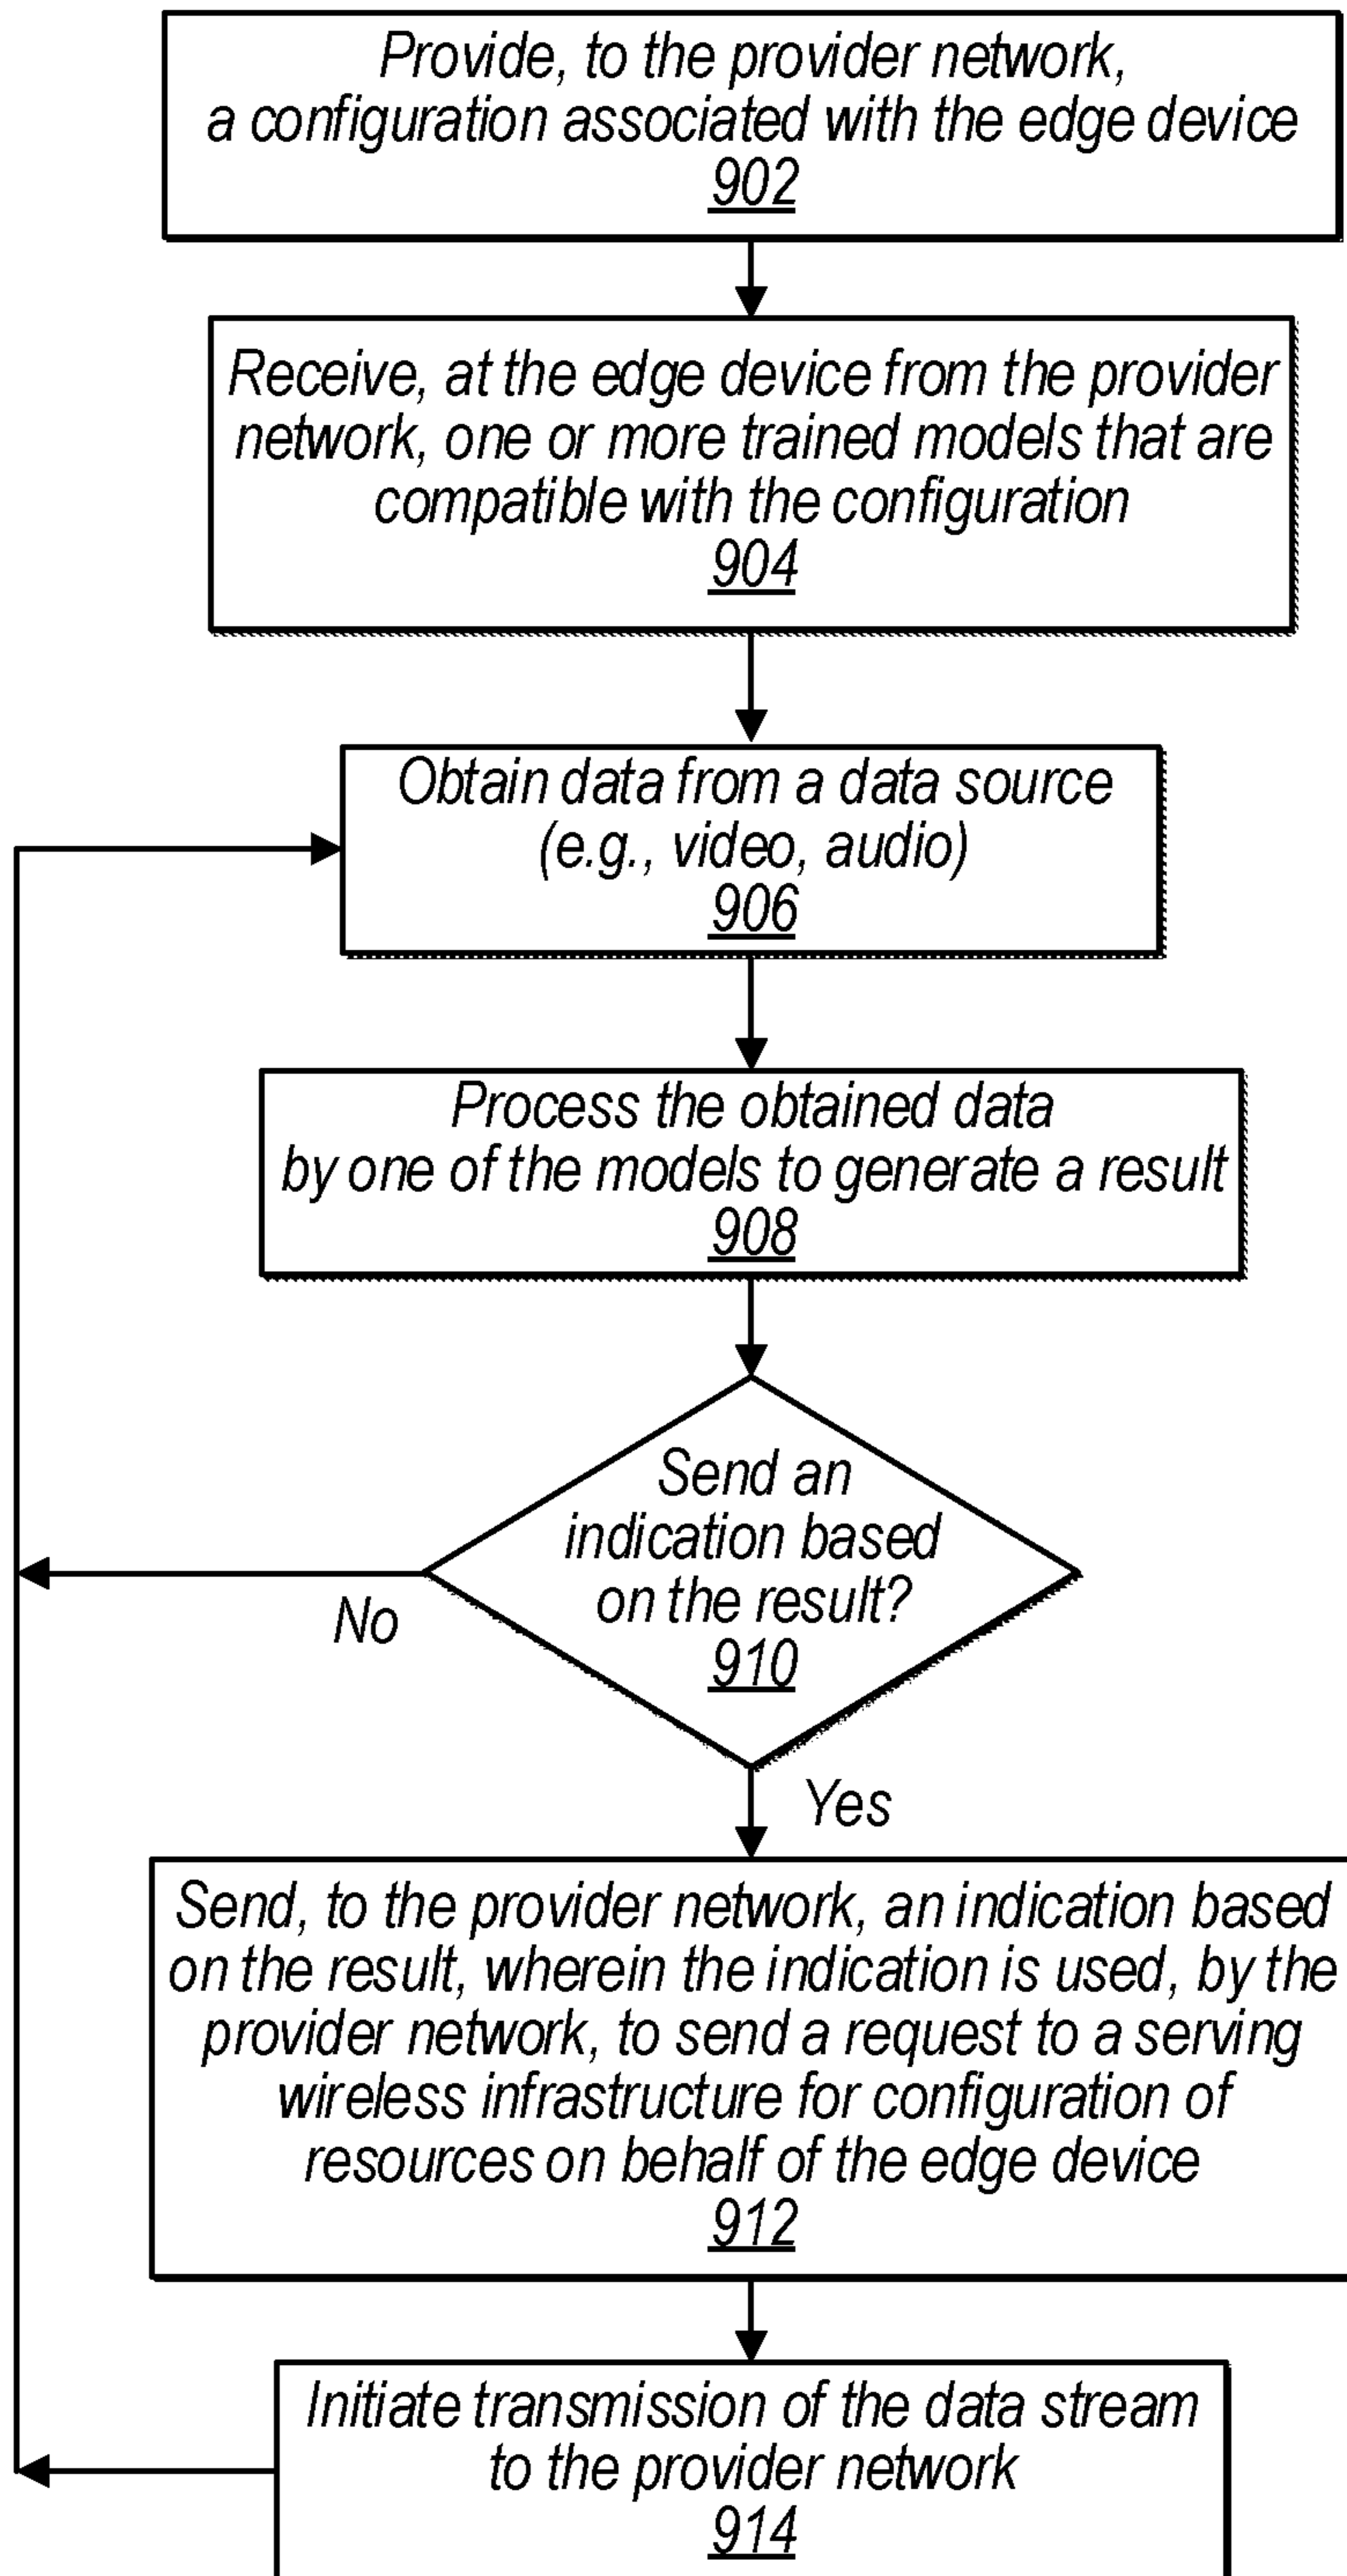 Provide, to the provider network,
a configuration associated with the edge device
902
Receive, at the edge device from the provider
network, one or more trained models that are
compatible with the configuration
904
Obtain data from a data source
(e.g., video, audio)
906
Process the obtained data
by one of the models to generate a result
908
Send an
indication based
on the result?
910
No
Yes
Send, to the provider network, an indication based
on the result, wherein the indication is used, by the
provider network, to send a request to a serving
wireless infrastructure for configuration of
resources on behalf of the edge device
912
Initiate transmission of the data stream
to the provider network
914